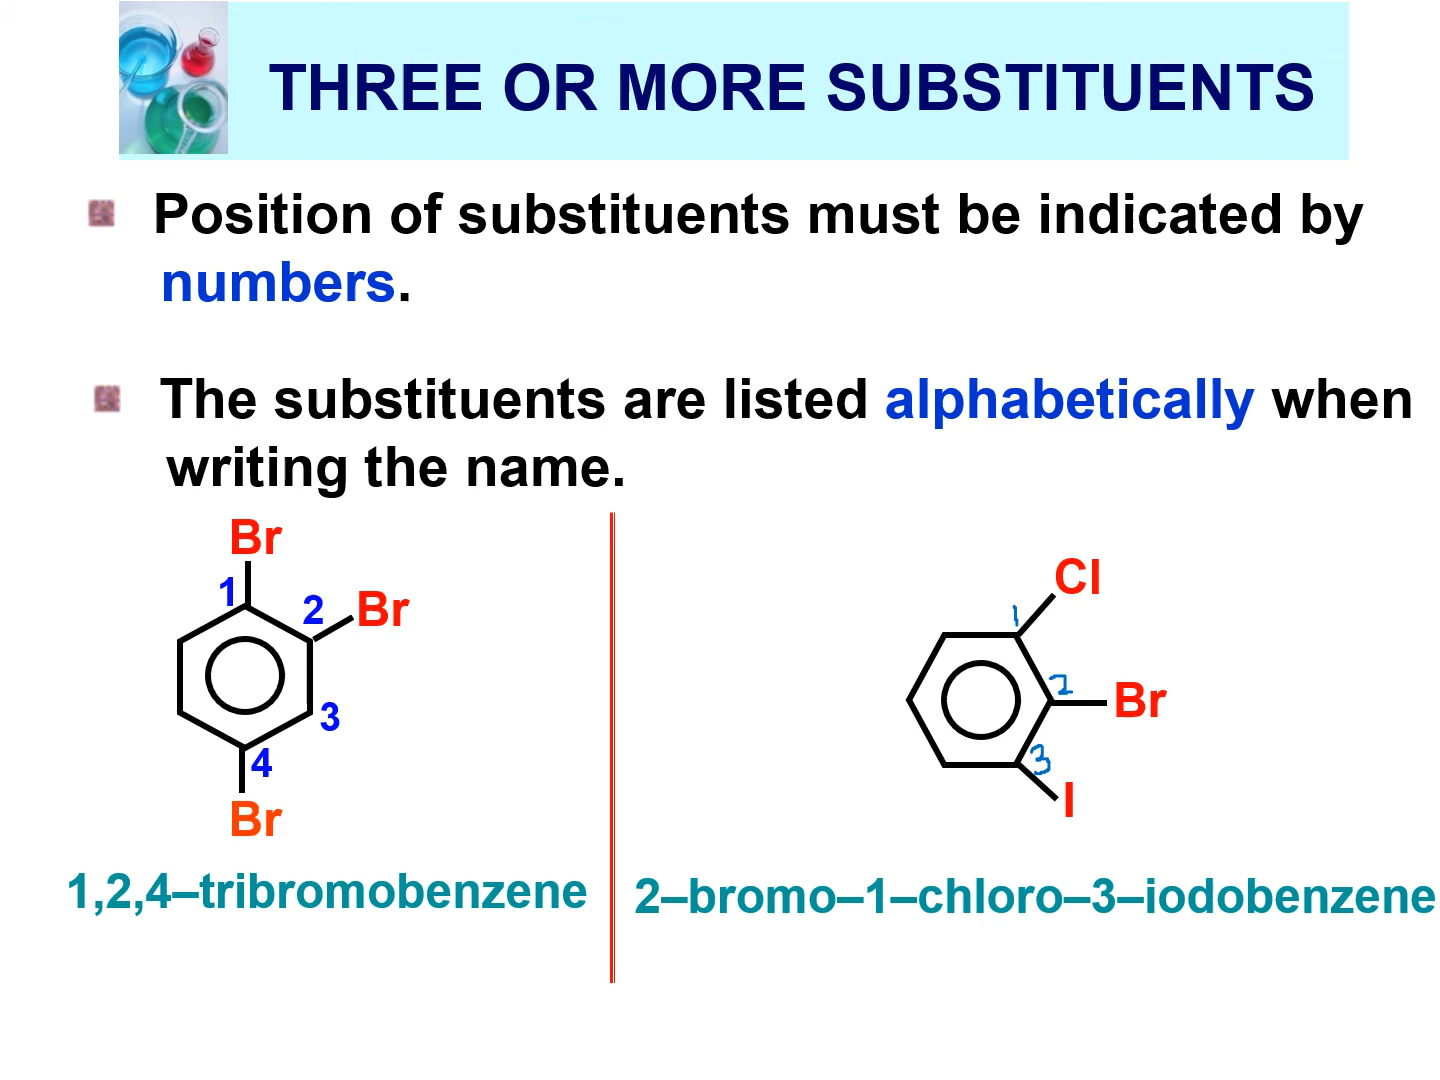 THREE OR MORE SUBSTITUENTS
Position of substituents must be indicated by
numbers.
The substituents are listed alphabetically when
writing the name.
Br
1
2
Br
3
4
Br
1,2,4–tribromobenzene
Cl
1
2
Br
3
I
2–bromo–1–chloro–3–iodobenzene